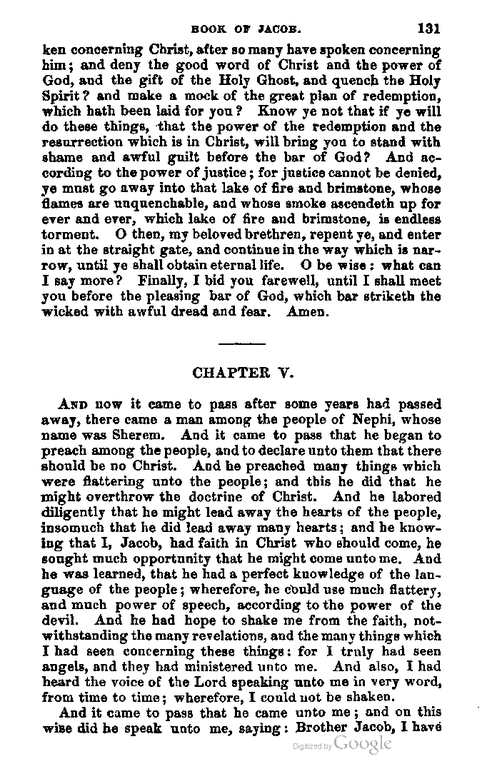 BOOK OF JACOB. 131
ken concerning Christ, after so many have spoken concerning
him; and deny the good word of Christ and the power of
God, and the gift of the Holy Ghost, and quench the Holy
Spirit? and make a mock of the great plan of redemption,
which hath been laid for you? Know ye not that if ye will
do these things, that the power of the redemption and the
resurrection which is in Christ, will bring you to stand with
shame and awful guilt before the bar of God? And ac-
cording to the power of justice; for justice cannot be denied,
ye must go away into that lake of fire and brimstone, whose
flames are unquenchable, and whose smoke ascendeth up for
ever and ever, which lake of fire and brimstone, is endless
torment. O then, my beloved brethren, repent ye, and enter
in at the straight gate, and continue in the way which is nar-
row, until ye shall obtain eternal life. O be wise: what can
I say more? Finally, I bid you farewell, until I shall meet
you before the pleasing bar of God, which bar striketh the
wicked with awful dread and fear. Amen.
CHAPTER V.
AND now it came to pass after some years had passed
away, there came a man among the people of Nephi, whose
name was Sherem. And it came to pass that he began to
preach among the people, and to declare unto them that there
should be no Christ. And he preached many things which
were flattering unto the people; and this he did that he
might overthrow the doctrine of Christ. And he labored
diligently that he might lead away the hearts of the people,
insomuch that he did lead away many hearts; and he know-
ing that I, Jacob, had faith in Christ who should come, he
sought much opportunity that he might come unto me. And
he was learned, that he had a perfect knowledge of the lan-
guage of the people; wherefore, he could use much flattery,
and much power of speech, according to the power of the
devil. And he had hope to shake me from the faith, not-
withstanding the many revelations, and the many things which
I had seen concerning these things: for I truly had seen
angels, and they had ministered unto me. And also, I had
heard the voice of the Lord speaking unto me in very word,
from time to time; wherefore, I could not be shaken.
And it came to pass that he came unto me; and on this
wise did he speak unto me, saying: Brother Jacob, I have
Digitized by Google